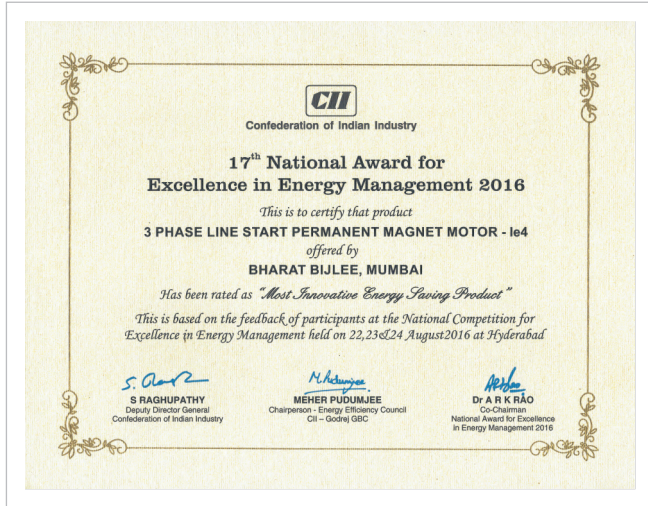 CII
Confederation of Indian Industry
17th National Award for
Excellence in Energy Management 2016
This is to certify that product
3 PHASE LINE START PERMANENT MAGNET MOTOR - Ie4
offered by
BHARAT BIJLEE, MUMBAI
Has been rated as "Most Innovative Energy Saving Product"
This is based on the feedback of participants at the National Competition for
Excellence in Energy Management held on 22,23&24 August2016 at Hyderabad
S RAGHUPATHY
Deputy Director General
Confederation of Indian Industry
MEHER PUDUMJEE
Chairperson - Energy Efficiency Council
CII – Godrej GBC
Dr A R K RAO
Co-Chairman
National Award for Excellence
in Energy Management 2016